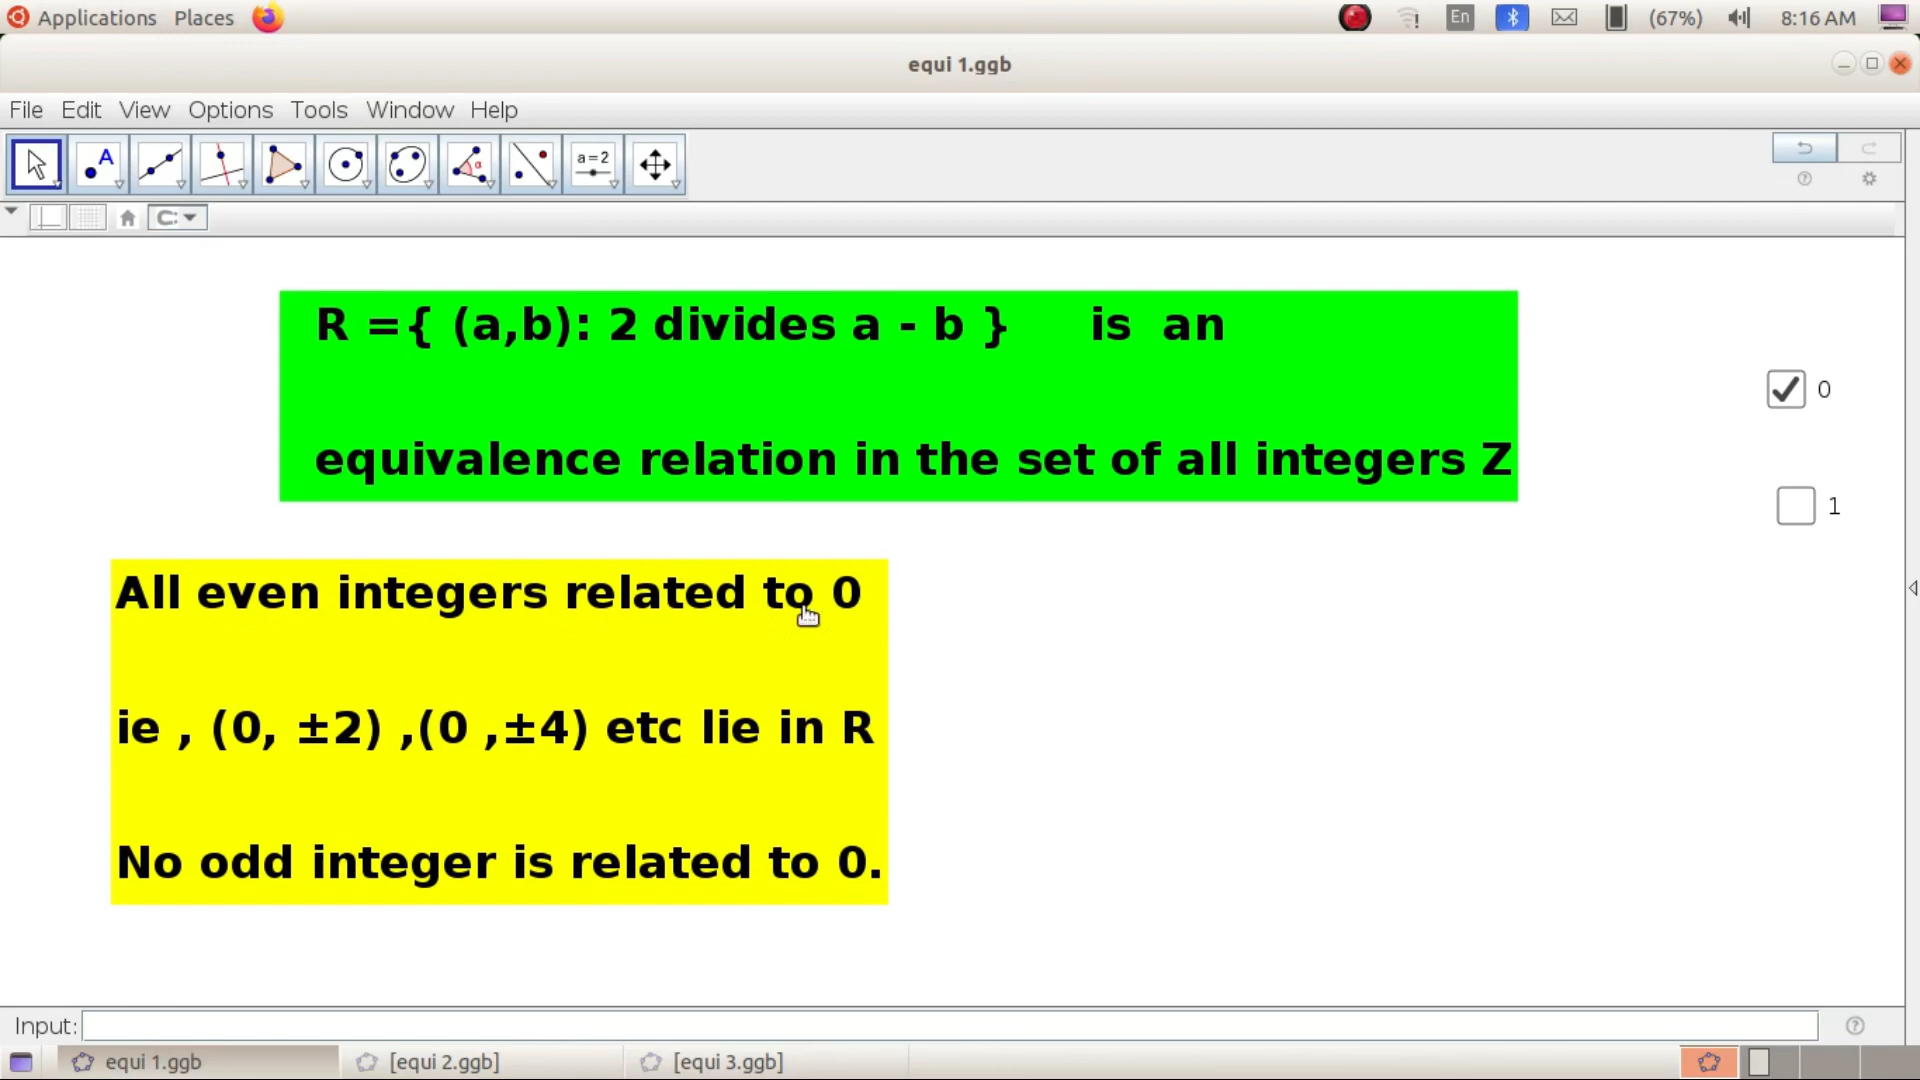 Applications Places
En (67%) 8:16 AM
equi 1.ggb
File Edit View Options Tools Window Help
A α a=2
R ={ (a,b): 2 divides a - b } is an
equivalence relation in the set of all integers Z
0
1
All even integers related to 0
ie , (0, ±2) ,(0 ,±4) etc lie in R
No odd integer is related to 0.
Input:
equi 1.ggb [equi 2.ggb] [equi 3.ggb]